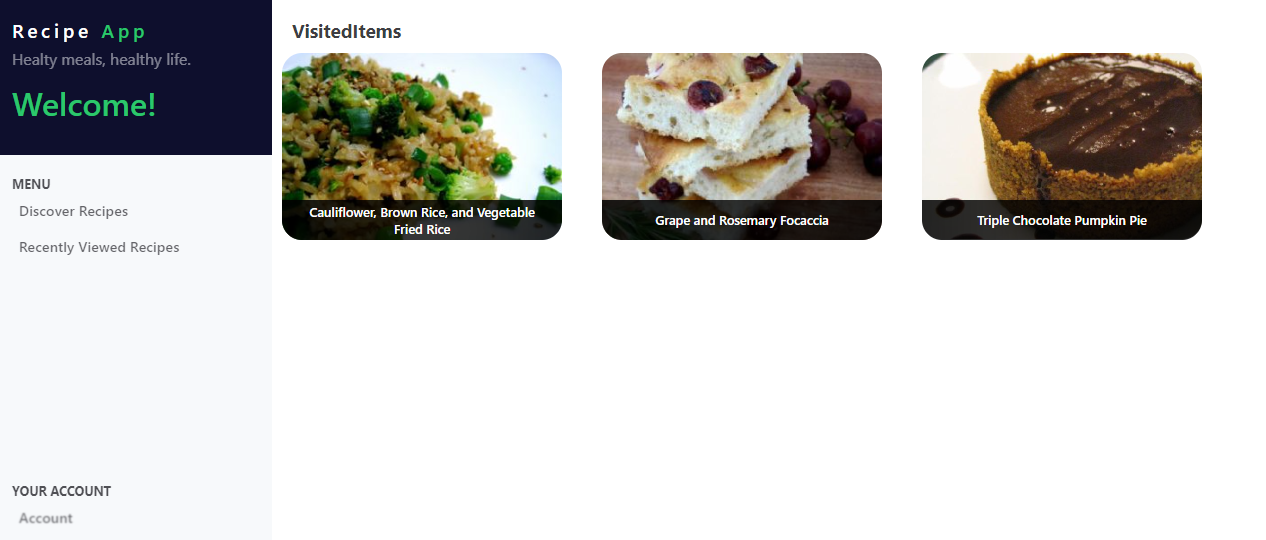 Recipe App
Healty meals, healthy life.
Welcome!
MENU
Discover Recipes
Recently Viewed Recipes
YOUR ACCOUNT
Account
VisitedItems
Cauliflower, Brown Rice, and Vegetable
Fried Rice
Grape and Rosemary Focaccia
Triple Chocolate Pumpkin Pie